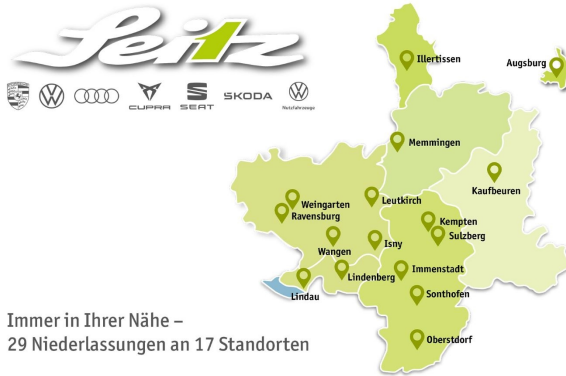 Seitz
CUPRA
SEAT
SKODA
Nutzfahrzeuge
Illertissen
Augsburg
Memmingen
Kaufbeuren
Leutkirch
Weingarten
Ravensburg
Kempten
Sulzberg
Wangen
Isny
Lindenberg
Immenstadt
Lindau
Sonthofen
Oberstdorf
Immer in Ihrer Nähe –
29 Niederlassungen an 17 Standorten